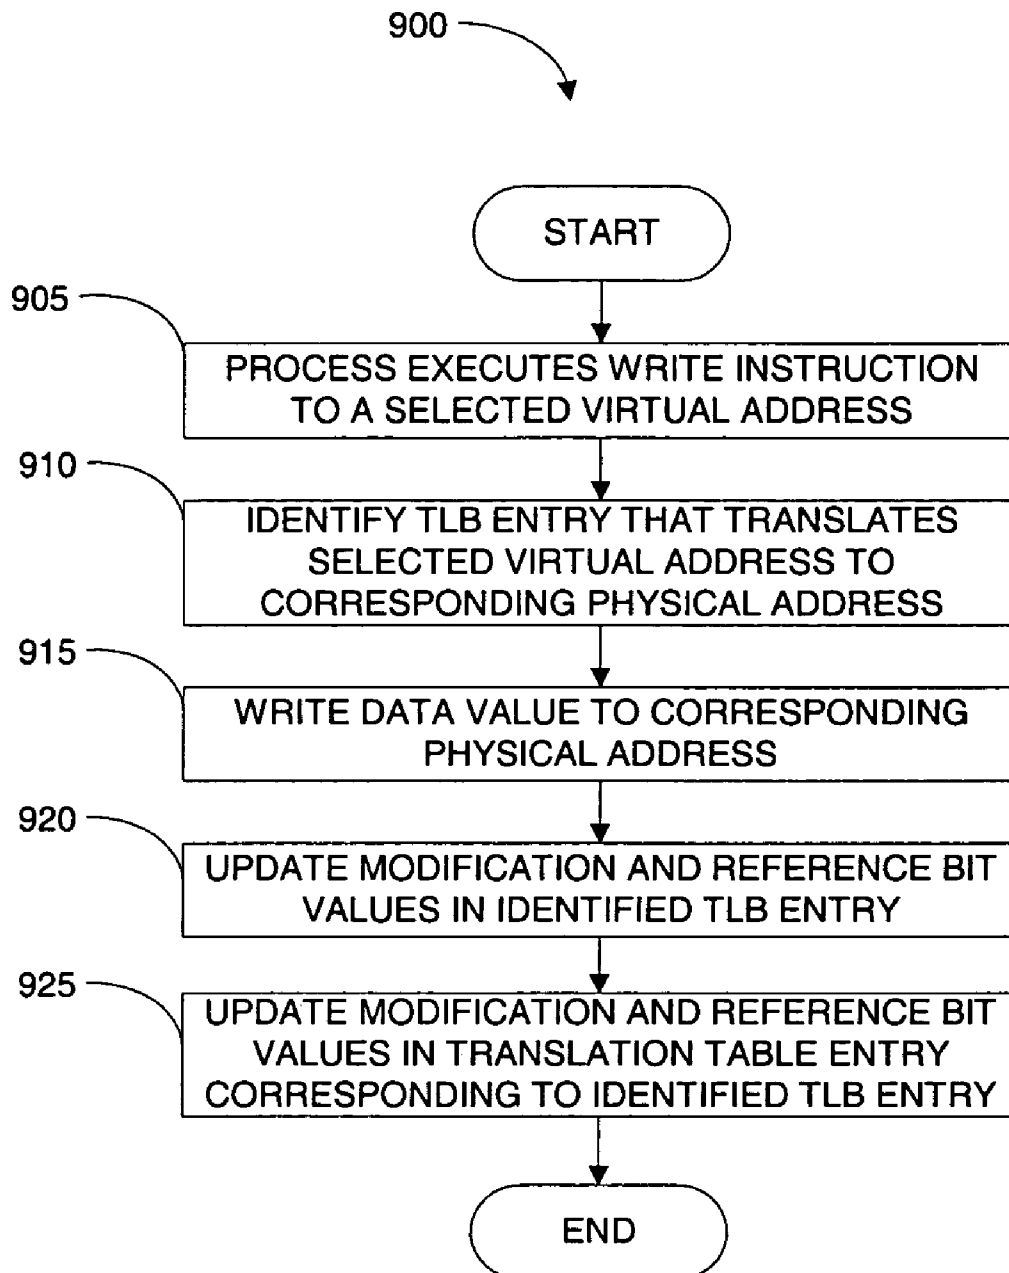 900
START
905
PROCESS EXECUTES WRITE INSTRUCTION
TO A SELECTED VIRTUAL ADDRESS
910
IDENTIFY TLB ENTRY THAT TRANSLATES
SELECTED VIRTUAL ADDRESS TO
CORRESPONDING PHYSICAL ADDRESS
915
WRITE DATA VALUE TO CORRESPONDING
PHYSICAL ADDRESS
920
UPDATE MODIFICATION AND REFERENCE BIT
VALUES IN IDENTIFIED TLB ENTRY
925
UPDATE MODIFICATION AND REFERENCE BIT
VALUES IN TRANSLATION TABLE ENTRY
CORRESPONDING TO IDENTIFIED TLB ENTRY
END